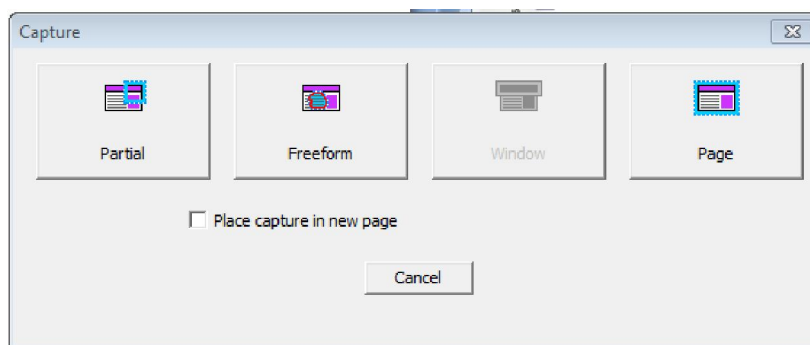 Capture
Partial
Freeform
Window
Page
Place capture in new page
Cancel